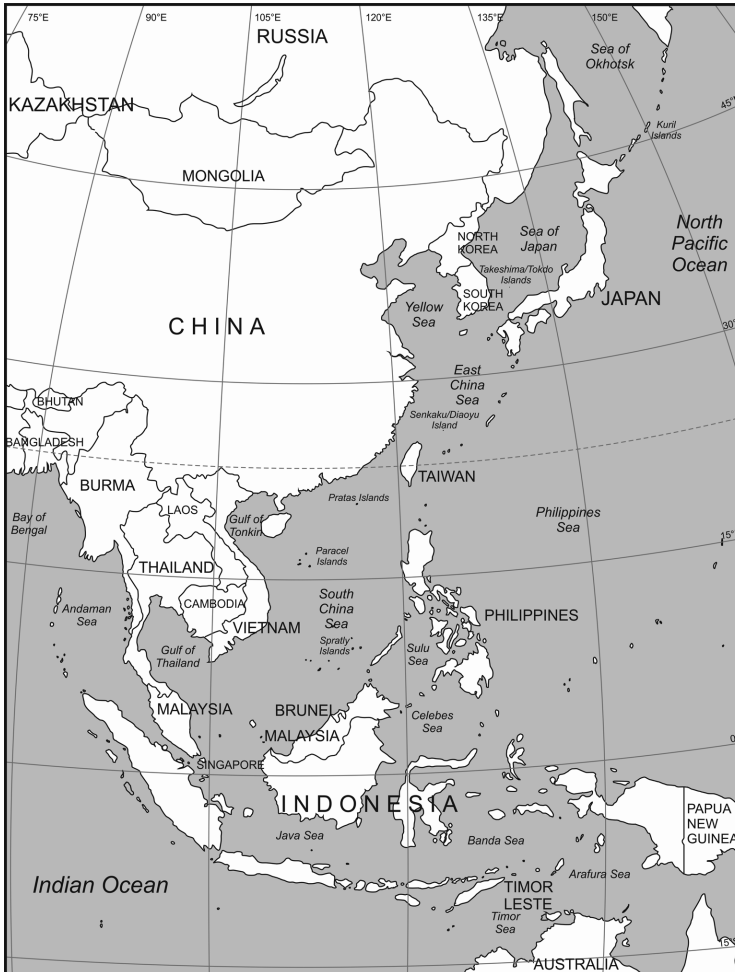 75°E
90°E
105°E
120°E
135°E
150°E
RUSSIA
Sea of
Okhotsk
KAZAKHSTAN
45°
Kuril
Islands
MONGOLIA
North
Pacific
Ocean
NORTH
KOREA
Sea of
Japan
Takeshima/Tokdo
Islands
SOUTH
KOREA
JAPAN
Yellow
Sea
CHINA
30°
East
China
Sea
BHUTAN
Senkaku/Diaoyu
Island
BANGLADESH
TAIWAN
BURMA
Pratas Islands
LAOS
Bay of
Bengal
Gulf of
Tonkin
Philippines
Sea
15°
Paracel
Islands
THAILAND
South
China
Sea
CAMBODIA
Andaman
Sea
PHILIPPINES
VIETNAM
Spratly
Islands
Gulf of
Thailand
Sulu
Sea
MALAYSIA
BRUNEL
Celebes
Sea
MALAYSIA
0
SINGAPORE
INDONESIA
PAPUA
NEW
GUINEA
Java Sea
Banda Sea
Arafura Sea
Indian Ocean
TIMOR
LESTE
Timor
Sea
5°
AUSTRALIA